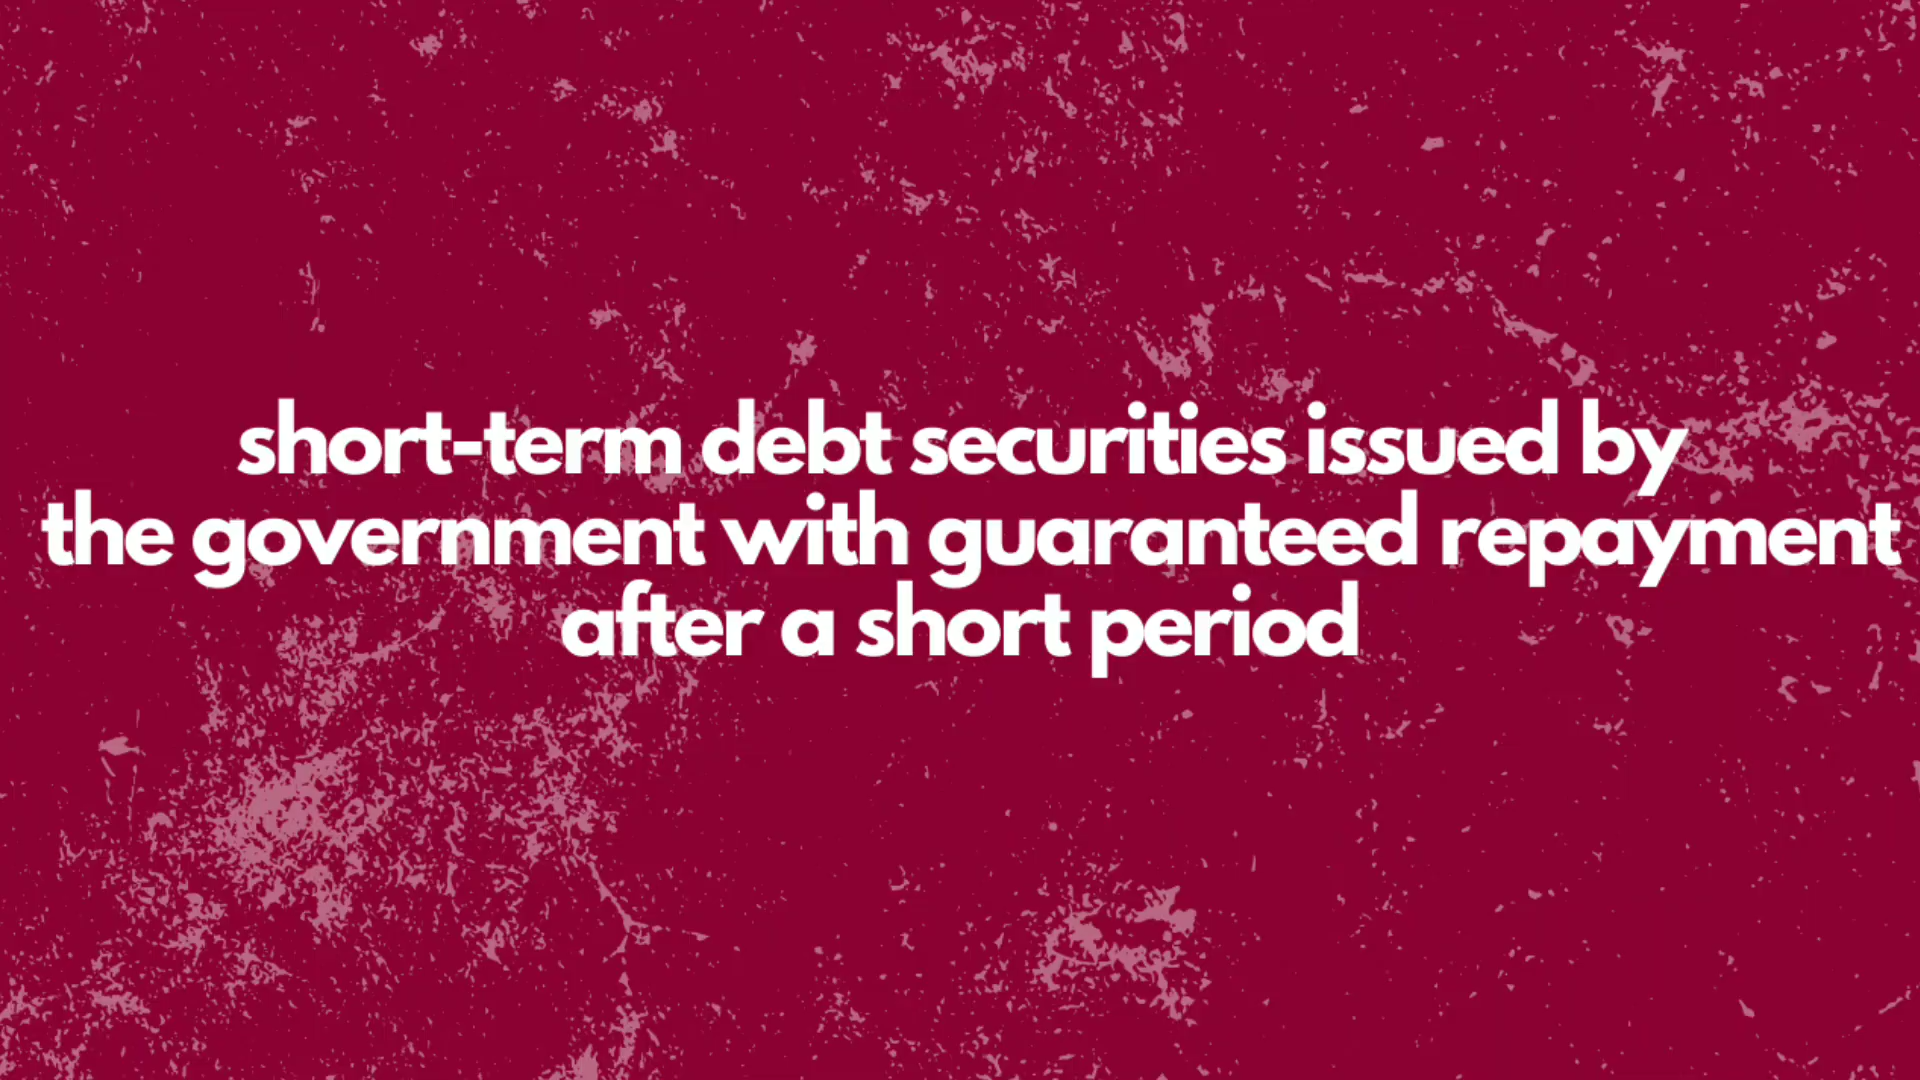 short-term debt securities issued by
the government with guaranteed repayment
after a short period